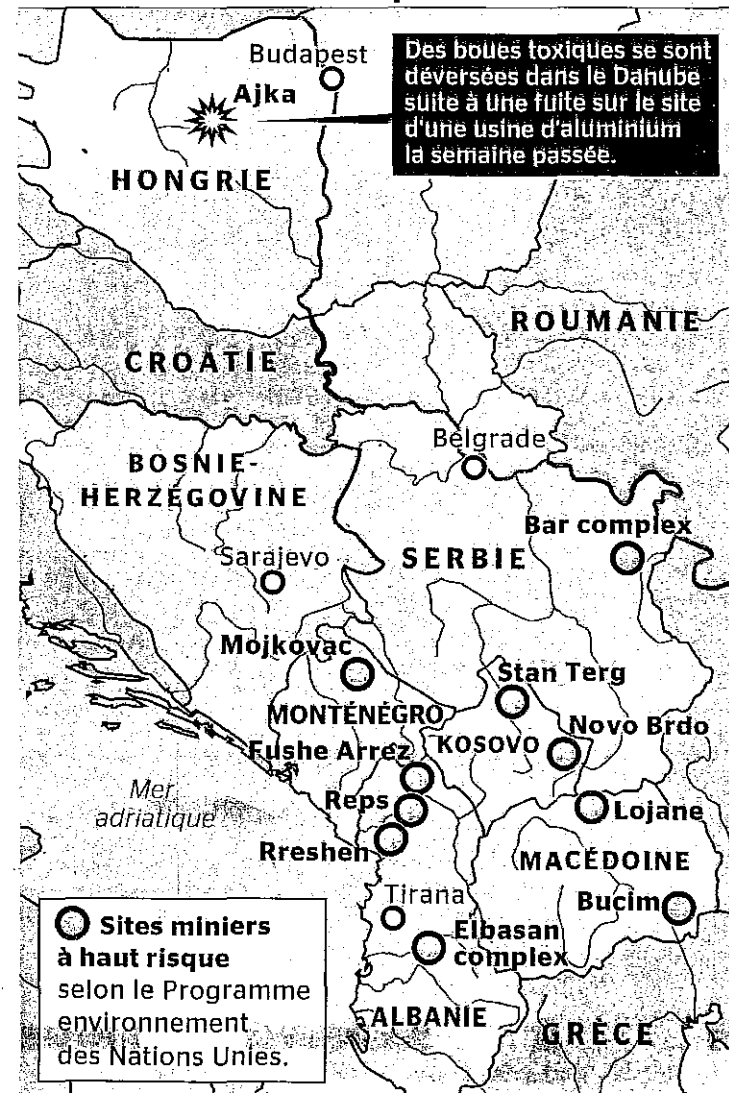 Budapest
Ajka
Des boues toxiques se sont
déversées dans le Danube
suite à une fuite sur le site
d'une usine d'aluminium
la semaine passée.
HONGRIE
ROUMANIE
CROATIE
Belgrade
BOSNIE-
HERZÉGOVINE
Bar complex
SERBIE
Sarajevo
Mojkovac
Stan Terg
MONTÉNÉGRO
Novo Brdo
KOSOVO
Fushe Arrez
Mer
adriatique
Reps
Lojane
Rreshen
MACÉDOINE
Tirana
Bucim
Elbasan
complex
Sites miniers
à haut risque
selon le Programme
environnement
des Nations Unies.
ALBANIE
GRÈCE